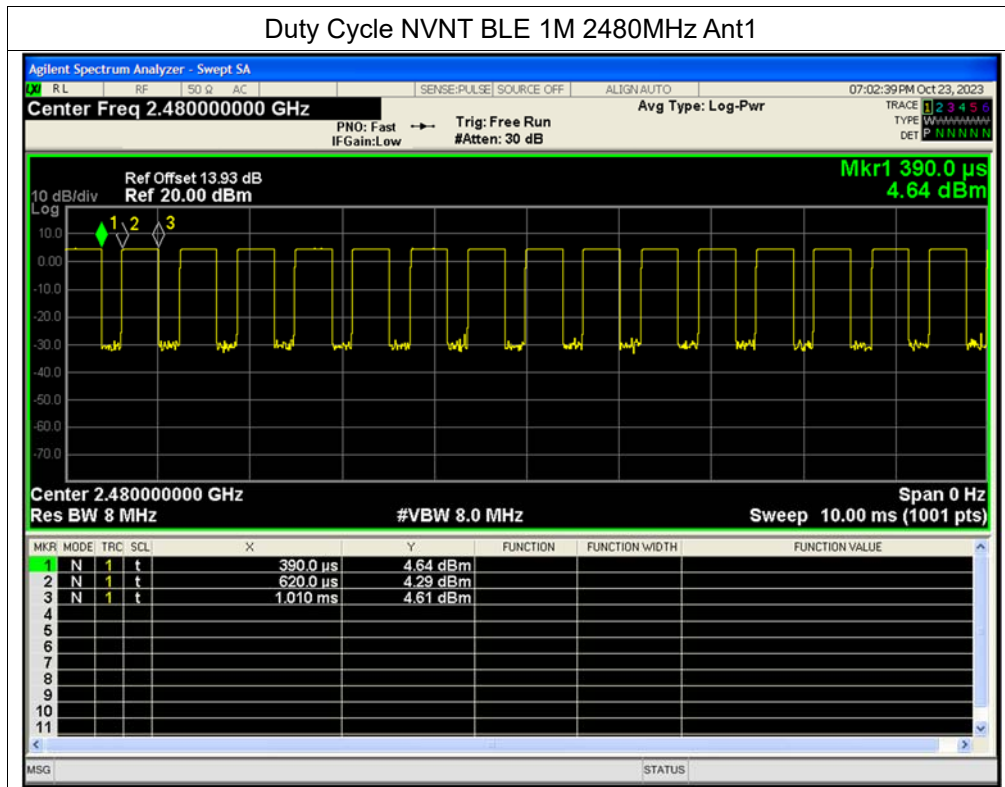 Duty Cycle NVNT BLE 1M 2480MHz Ant1
Agilent Spectrum Analyzer - Swept SA
LXI RL RF 50 Ω AC SENSE:PULSE SOURCE OFF ALIGN AUTO 07:02:39 PM Oct 23, 2023
Center Freq 2.480000000 GHz Avg Type: Log-Pwr TRACE 1 2 3 4 5 6
PNO: Fast Trig: Free Run TYPE
IFGain:Low #Atten: 30 dB DET P N N N N N
Mkr1 390.0 µs
4.64 dBm
Ref Offset 13.93 dB
10 dB/div Ref 20.00 dBm
Log
1 2 3
10.0
0.00
-10.0
-20.0
-30.0
-40.0
-50.0
-60.0
-70.0
Center 2.480000000 GHz Span 0 Hz
Res BW 8 MHz #VBW 8.0 MHz Sweep 10.00 ms (1001 pts)
MKR MODE TRC SCL X Y FUNCTION FUNCTION WIDTH FUNCTION VALUE
1 N 1 t 390.0 µs 4.64 dBm
2 N 1 t 620.0 µs 4.29 dBm
3 N 1 t 1.010 ms 4.61 dBm
4
5
6
7
8
9
10
11
MSG STATUS